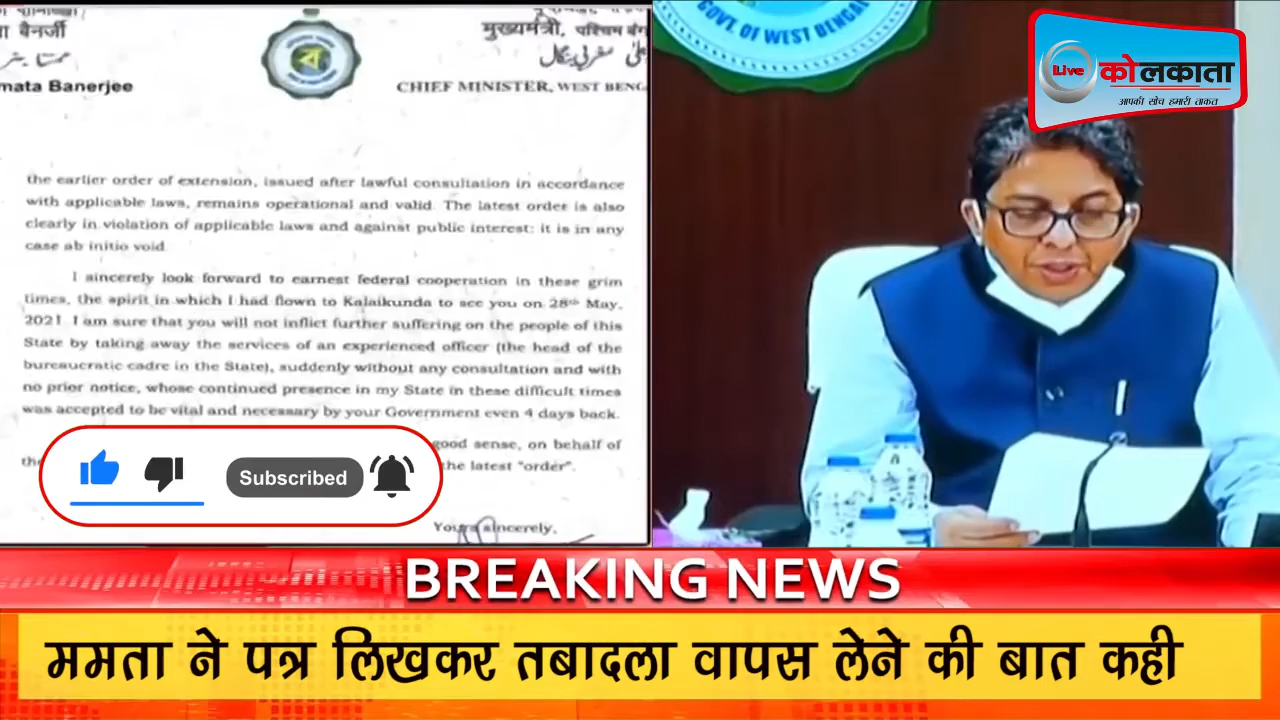 ा बैनर्जी
मुख्यमंत्री, पश्चिम बंग
mata Banerjee
CHIEF MINISTER, WEST BENG
the earlier order of extension, issued after lawful consultation in accordance
with applicable laws, remains operational and valid. The latest order is also
clearly in violation of applicable laws and against public interest: it is in any
case ab initio void.
I sincerely look forward to earnest federal cooperation in these grim
times, the spirit in which I had flown to Kalaikunda to see you on 28th May,
2021. I am sure that you will not inflict further suffering on the people of this
State by taking away the services of an experienced officer (the head of the
bureaucratic cadre in the State), suddenly without any consultation and with
no prior notice, whose continued presence in my State in these difficult times
was accepted to be vital and necessary by your Government even 4 days back.
good sense, on behalf of
the latest "order".
Yours sincerely,
Subscribed
GOVT. OF WEST BENGAL
Live कोलकाता
आपकी सोच हमारी ताकत
BREAKING NEWS
ममता ने पत्र लिखकर तबादला वापस लेने की बात कही